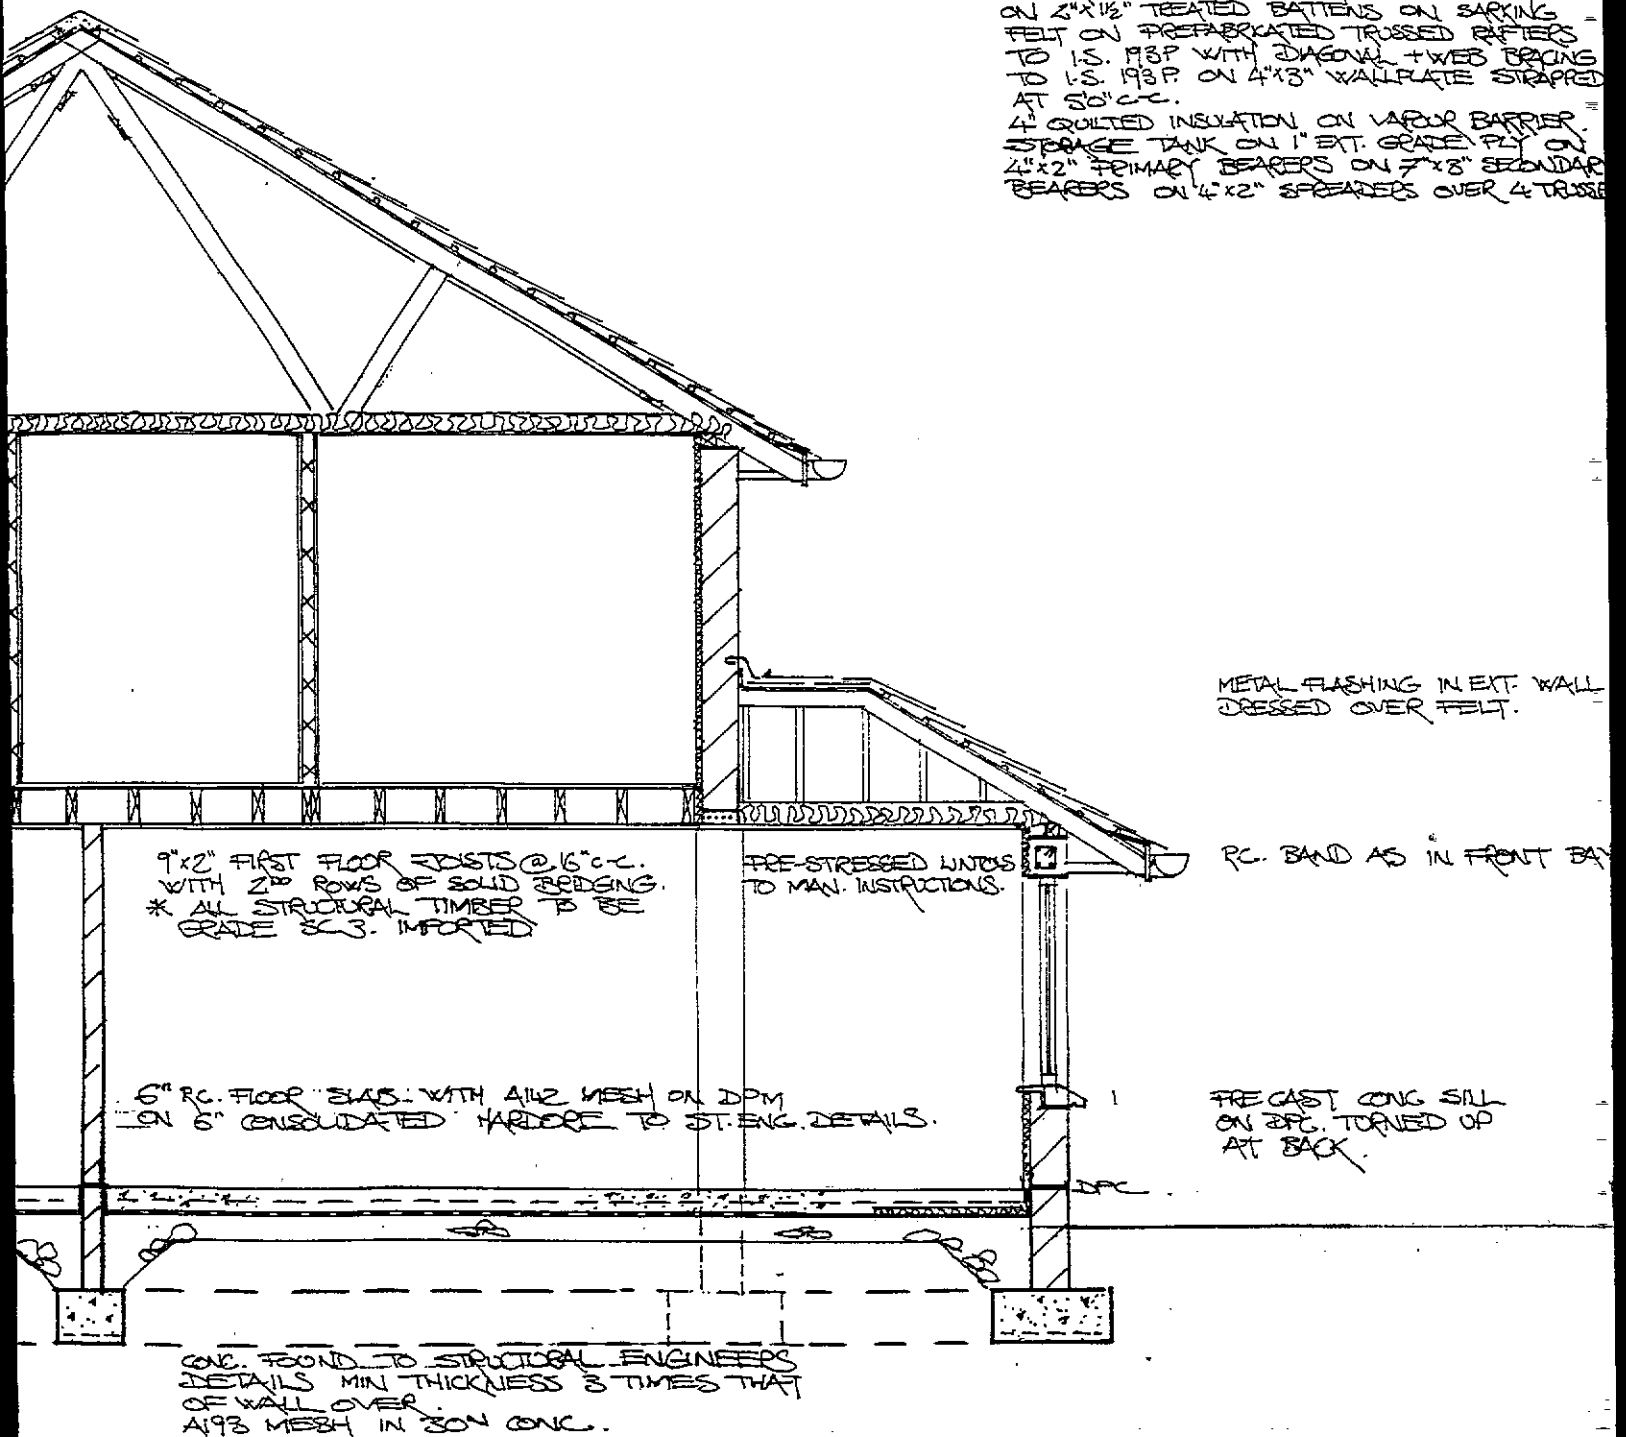 ON 2"x1½" TREATED BATTENS ON SARKING
FELT ON PREFABRICATED TRUSSED RAFTERS
TO I.S. 193P WITH DIAGONAL + WEB BRACING
TO I.S. 193P. ON 4"x3" WALLPLATE STRAPPED
AT 5'0" C-C.
4" QUILTED INSULATION ON VAPOUR BARRIER.
STORAGE TANK ON 1" EXT. GRADE PLY ON
4"x2" PRIMARY BEARERS ON 7"x3" SECONDAR
BEARERS ON 4"x2" SPREADERS OVER 4 TRUSSE
METAL FLASHING IN EXT. WALL
DRESSED OVER FELT.
9"x2" FIRST FLOOR JOISTS @ 16" C-C.
WITH 2NO ROWS OF SOLID BRIDGING.
* ALL STRUCTURAL TIMBER TO BE
GRADE SC3. IMPORTED
PRE-STRESSED LINTOLS
TO MAN. INSTRUCTIONS.
RC. BAND AS IN FRONT BAY
6" RC. FLOOR SLAB WITH A142 MESH ON DPM
ON 6" CONSOLIDATED HARDCORE TO ST. ENG. DETAILS.
PRECAST CONC SILL
ON DPC. TURNED UP
AT BACK.
DPC
CONC. FOUND TO STRUCTURAL ENGINEERS
DETAILS MIN THICKNESS 3 TIMES THAT
OF WALL OVER.
A193 MESH IN 30N CONC.